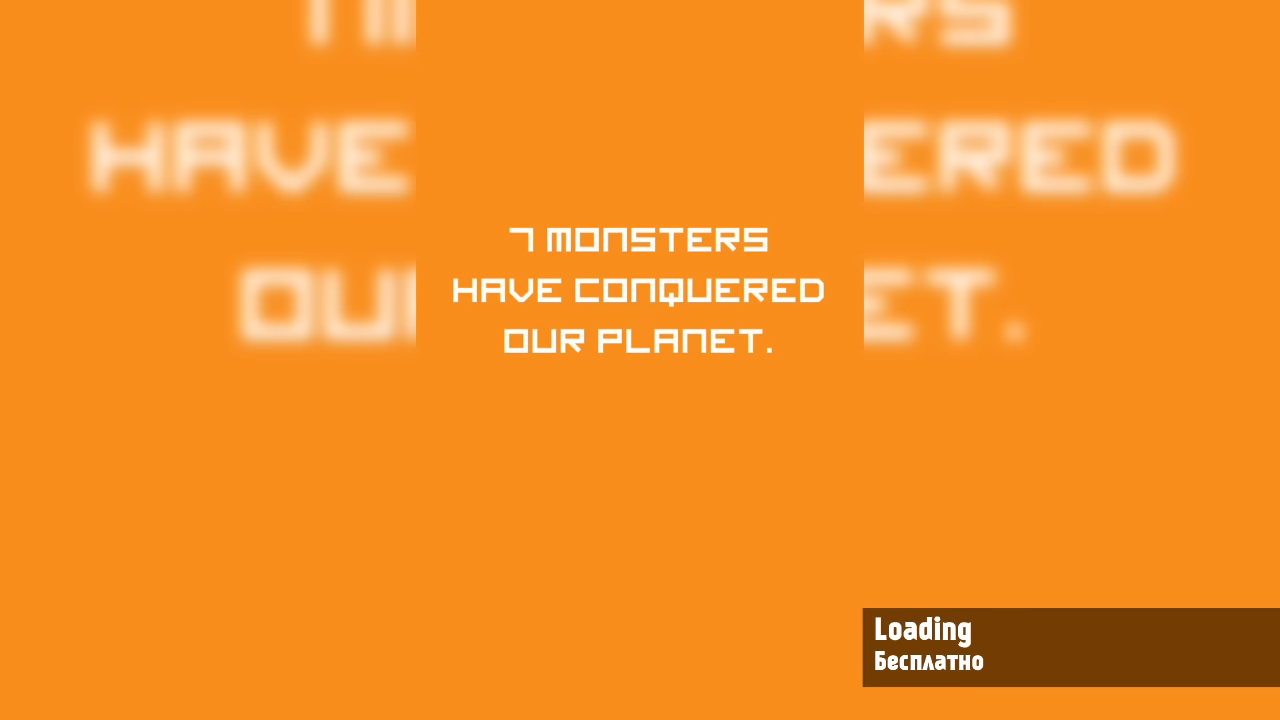 7 MONSTERS
HAVE CONQUERED
OUR PLANET.
Loading
Бесплатно